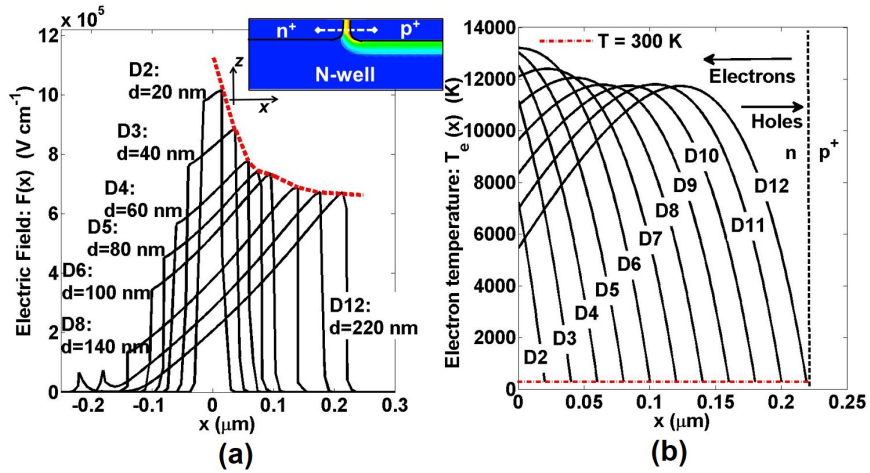 × 10⁵
12
10
8
6
4
2
0
Electric Field: F(x) (V cm⁻¹)
D2:
d=20 nm
D3:
d=40 nm
D4:
d=60 nm
D5:
d=80 nm
D6:
d=100 nm
D8:
d=140 nm
D12:
d=220 nm
n⁺
p⁺
N-well
z
x
-0.2
-0.1
0
0.1
0.2
0.3
x (μm)
(a)
14000
12000
10000
8000
6000
4000
2000
0
Electron temperature: Tₑ (x) (K)
T = 300 K
Electrons
Holes
n
p⁺
D2
D3
D4
D5
D6
D7
D8
D9
D10
D11
D12
0
0.05
0.1
0.15
0.2
0.25
x (μm)
(b)